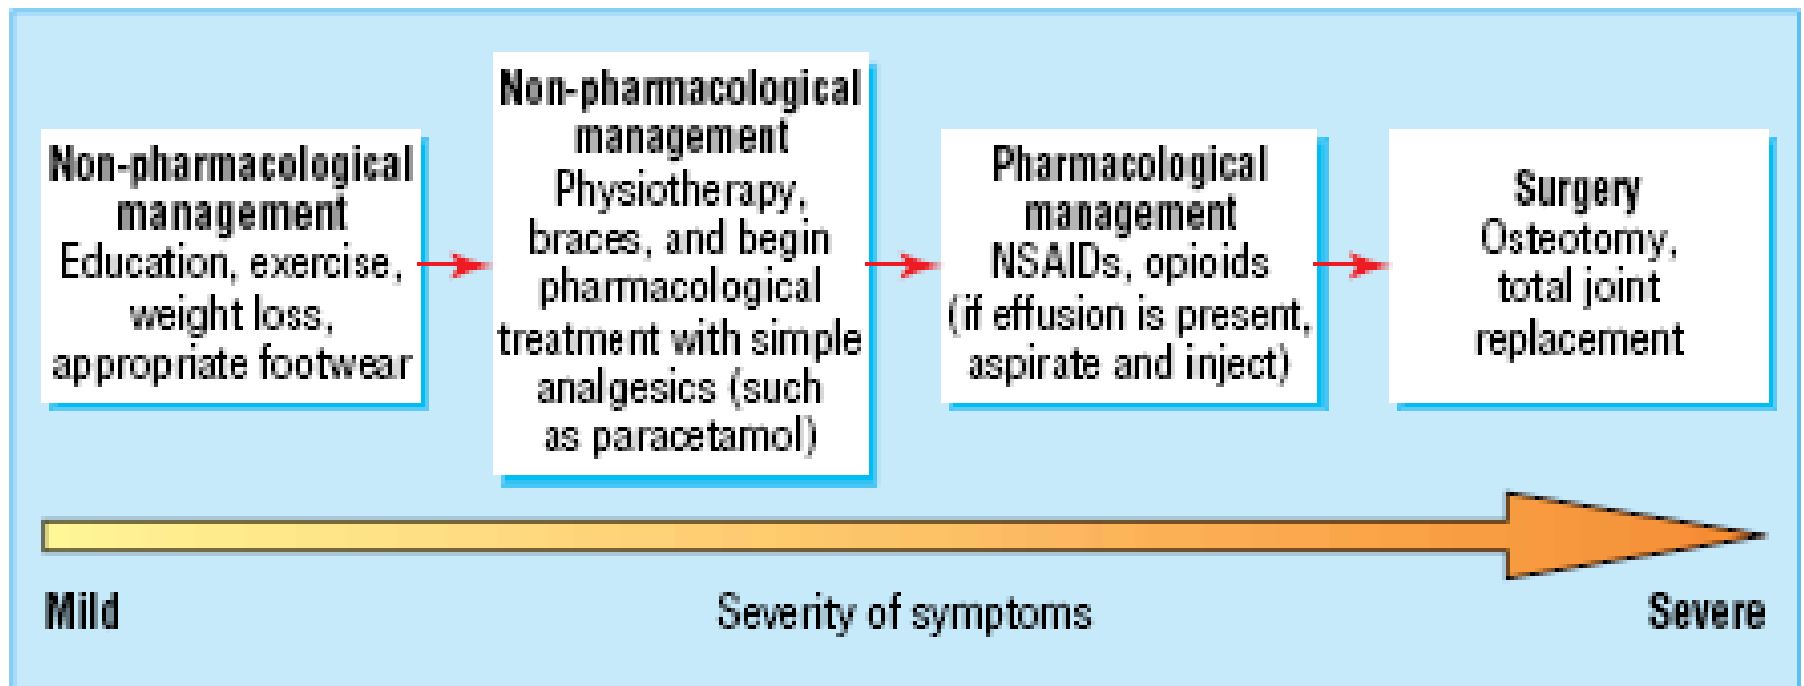 Non-pharmacological
management
Education, exercise,
weight loss,
appropriate footwear
Non-pharmacological
management
Physiotherapy,
braces, and begin
pharmacological
treatment with simple
analgesics (such
as paracetamol)
Pharmacological
management
NSAIDs, opioids
(if effusion is present,
aspirate and inject)
Surgery
Osteotomy,
total joint
replacement
Mild
Severity of symptoms
Severe